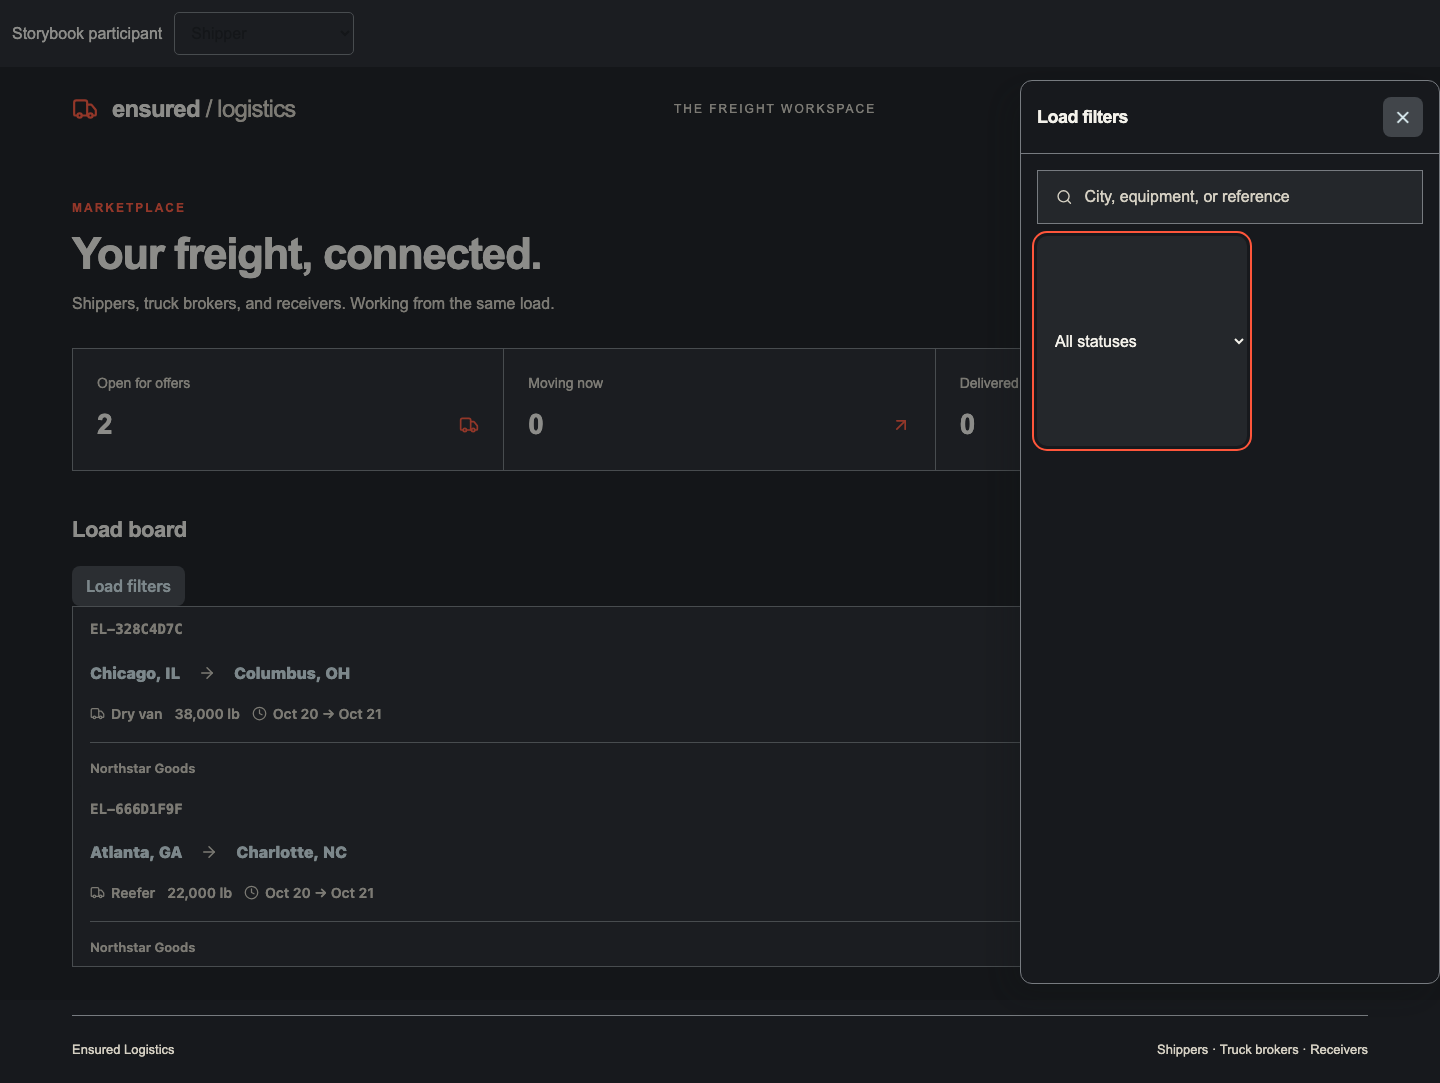 Storybook participant Shipper
ensured / logistics
THE FREIGHT WORKSPACE
Load filters
City, equipment, or reference
All statuses
MARKETPLACE
Your freight, connected.
Shippers, truck brokers, and receivers. Working from the same load.
Open for offers
2
Moving now
0
Delivered
0
Load board
Load filters
EL–328C4D7C
Chicago, IL → Columbus, OH
Dry van 38,000 lb Oct 20 → Oct 21
Northstar Goods
EL–666D1F9F
Atlanta, GA → Charlotte, NC
Reefer 22,000 lb Oct 20 → Oct 21
Northstar Goods
Ensured Logistics
Shippers · Truck brokers · Receivers